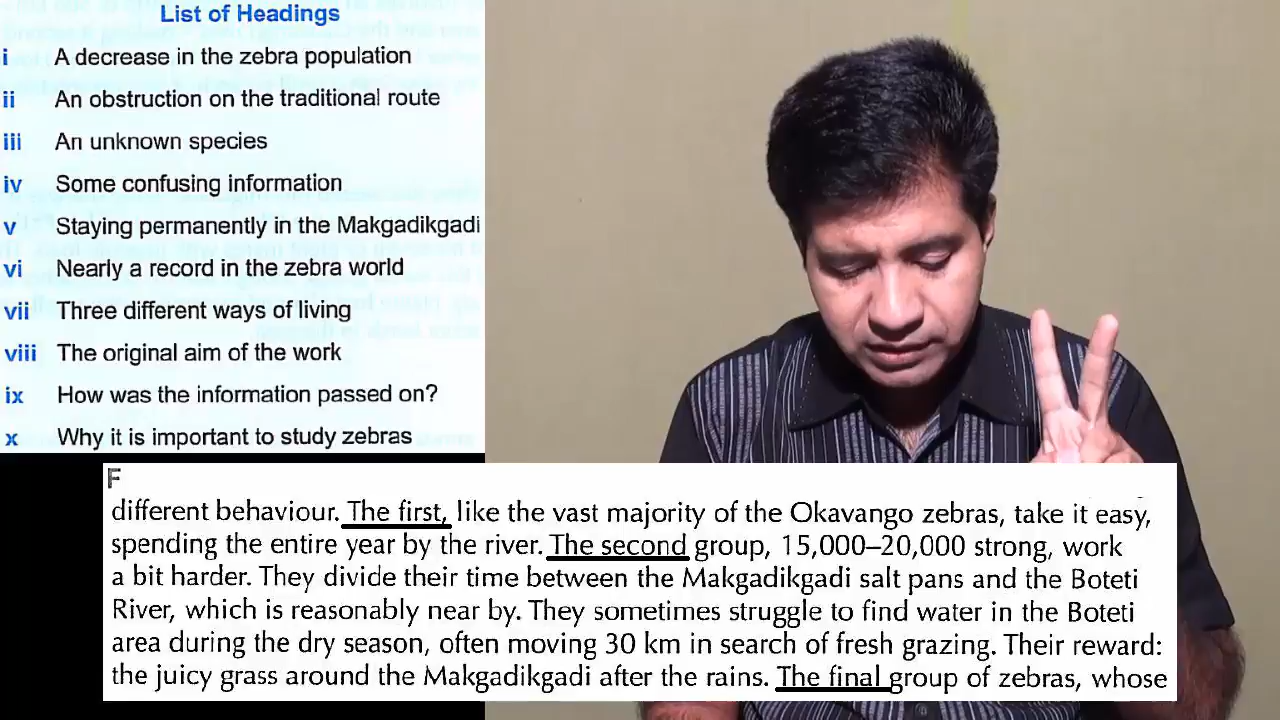 List of Headings
i A decrease in the zebra population
ii An obstruction on the traditional route
iii An unknown species
iv Some confusing information
v Staying permanently in the Makgadikgadi
vi Nearly a record in the zebra world
vii Three different ways of living
viii The original aim of the work
ix How was the information passed on?
x Why it is important to study zebras
F
different behaviour. The first, like the vast majority of the Okavango zebras, take it easy,
spending the entire year by the river. The second group, 15,000–20,000 strong, work
a bit harder. They divide their time between the Makgadikgadi salt pans and the Boteti
River, which is reasonably near by. They sometimes struggle to find water in the Boteti
area during the dry season, often moving 30 km in search of fresh grazing. Their reward:
the juicy grass around the Makgadikgadi after the rains. The final group of zebras, whose